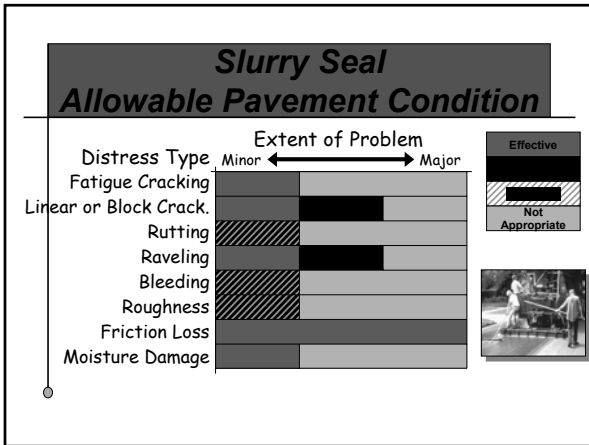 Slurry Seal
Allowable Pavement Condition
Extent of Problem
Distress Type Minor Major
Fatigue Cracking
Linear or Block Crack.
Rutting
Raveling
Bleeding
Roughness
Friction Loss
Moisture Damage
Effective
Not
Appropriate